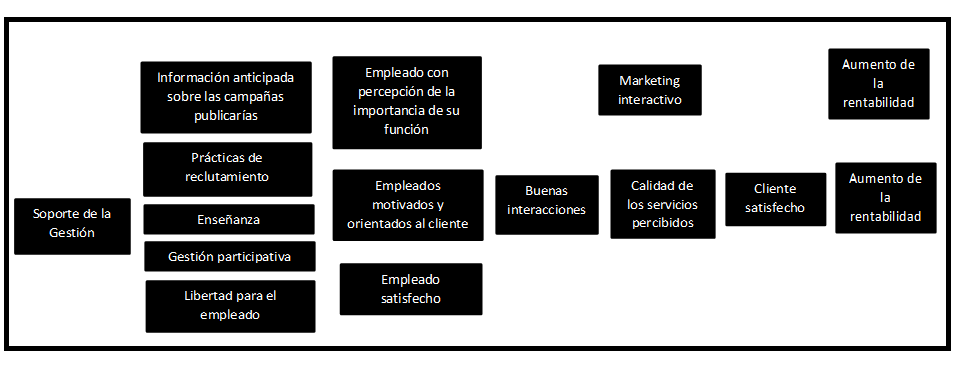 Soporte de la
Gestión
Información anticipada
sobre las campañas
publicarías
Prácticas de
reclutamiento
Enseñanza
Gestión participativa
Libertad para el
empleado
Empleado con
percepción de la
importancia de su
función
Empleados
motivados y
orientados al cliente
Empleado
satisfecho
Buenas
interacciones
Marketing
interactivo
Calidad de
los servicios
percibidos
Cliente
satisfecho
Aumento de
la
rentabilidad
Aumento de
la
rentabilidad